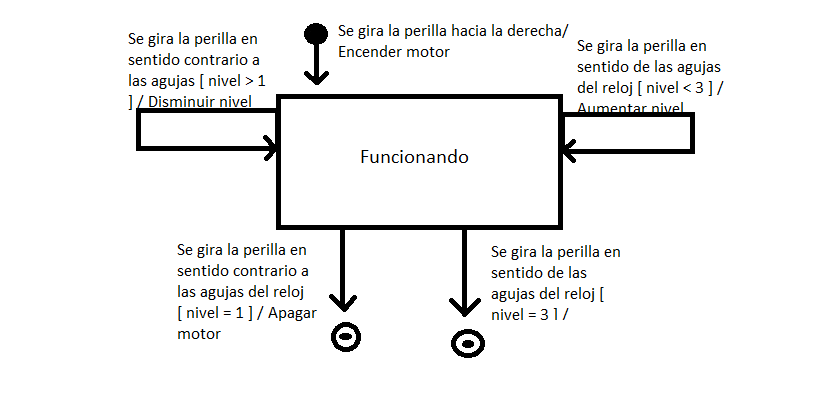 Se gira la perilla hacia la derecha/
Encender motor
Se gira la perilla en
sentido contrario a
las agujas [ nivel > 1
] / Disminuir nivel
Se gira la perilla en
sentido de las agujas
del reloj [ nivel < 3 ] /
Aumentar nivel
Funcionando
Se gira la perilla en
sentido contrario a
las agujas del reloj
[ nivel = 1 ] / Apagar
motor
Se gira la perilla en
sentido de las
agujas del reloj [
nivel = 3 ] /